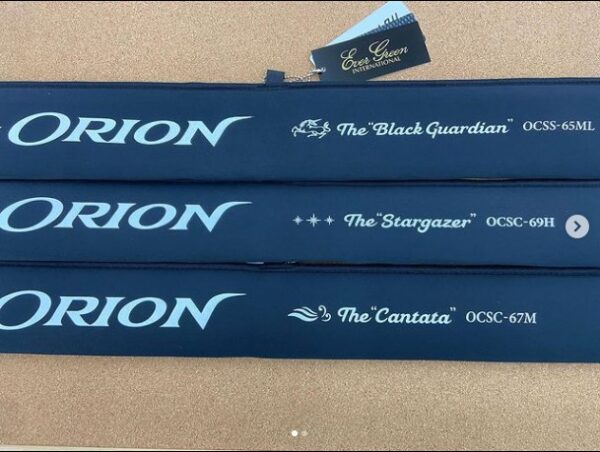 Ever Green
INTERNATIONAL
ORION The "Black Guardian" OCSS-65ML
ORION The "Stargazer" OCSC-69H
ORION The "Cantata" OCSC-67M